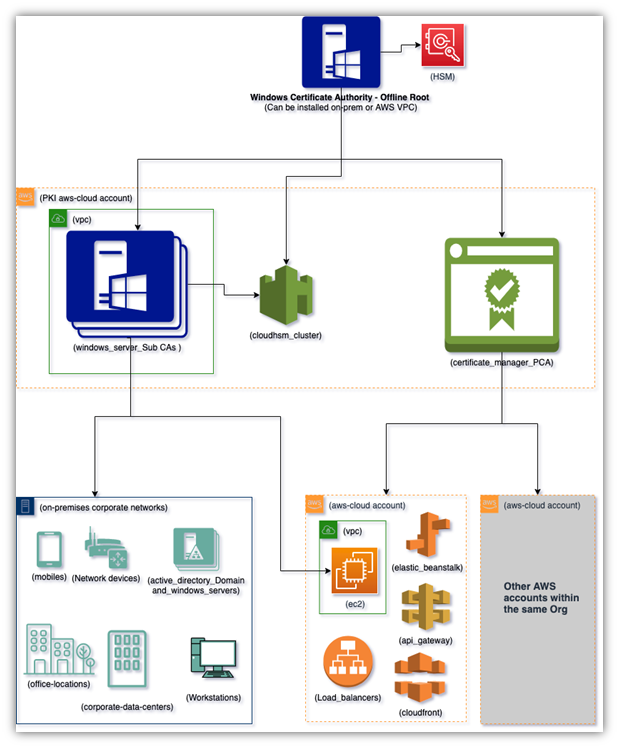 (HSM)
Windows Certificate Authority - Offline Root
(Can be installed on-prem or AWS VPC)
(PKI aws-cloud account)
(vpc)
(windows_server_Sub CAs )
(cloudhsm_cluster)
(certificate_manager_PCA)
(on-premises corporate networks)
(mobiles)
(Network devices)
(active_directory_Domain
and_windows_servers)
(office-locations)
(corporate-data-centers)
(Workstations)
(aws-cloud account)
(vpc)
(ec2)
(elastic_beanstalk)
(api_gateway)
(Load_balancers)
(cloudfront)
(aws-cloud account)
Other AWS
accounts within
the same Org